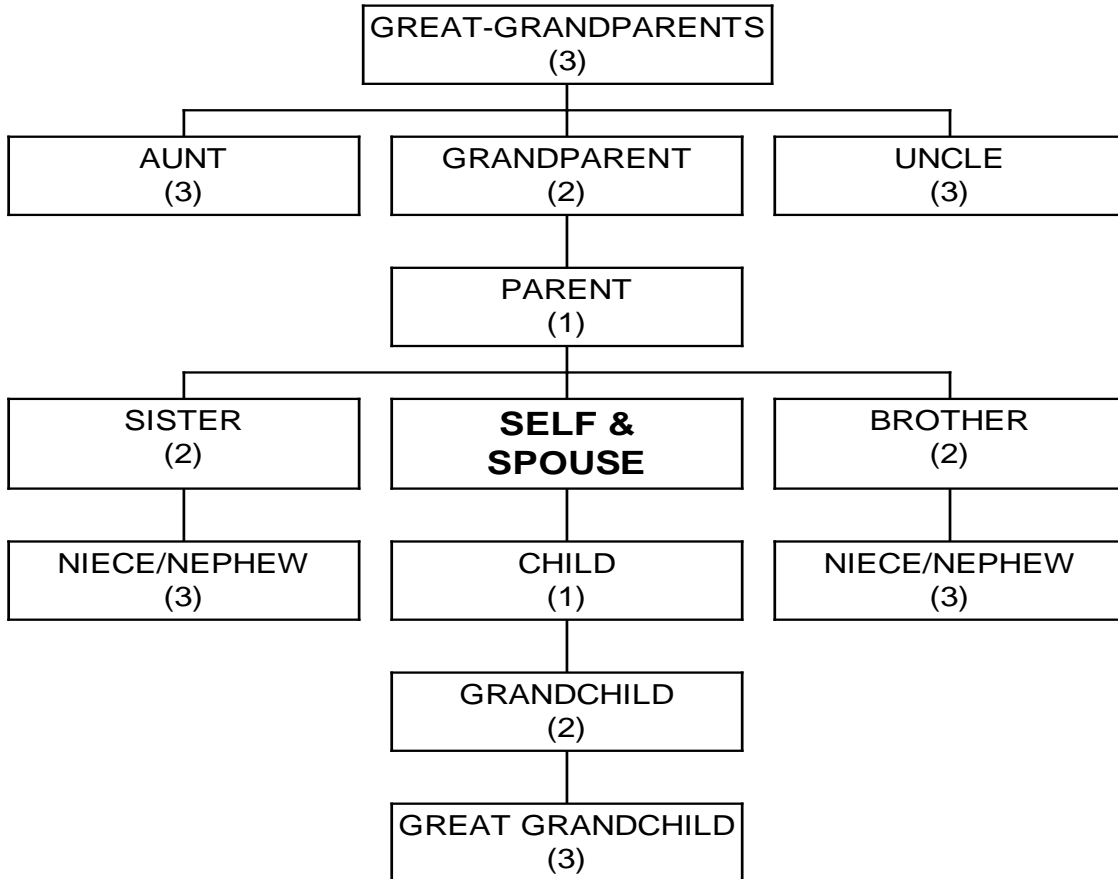 GREAT-GRANDPARENTS
(3)
AUNT
(3)
GRANDPARENT
(2)
UNCLE
(3)
PARENT
(1)
SISTER
(2)
SELF &
SPOUSE
BROTHER
(2)
NIECE/NEPHEW
(3)
CHILD
(1)
NIECE/NEPHEW
(3)
GRANDCHILD
(2)
GREAT GRANDCHILD
(3)